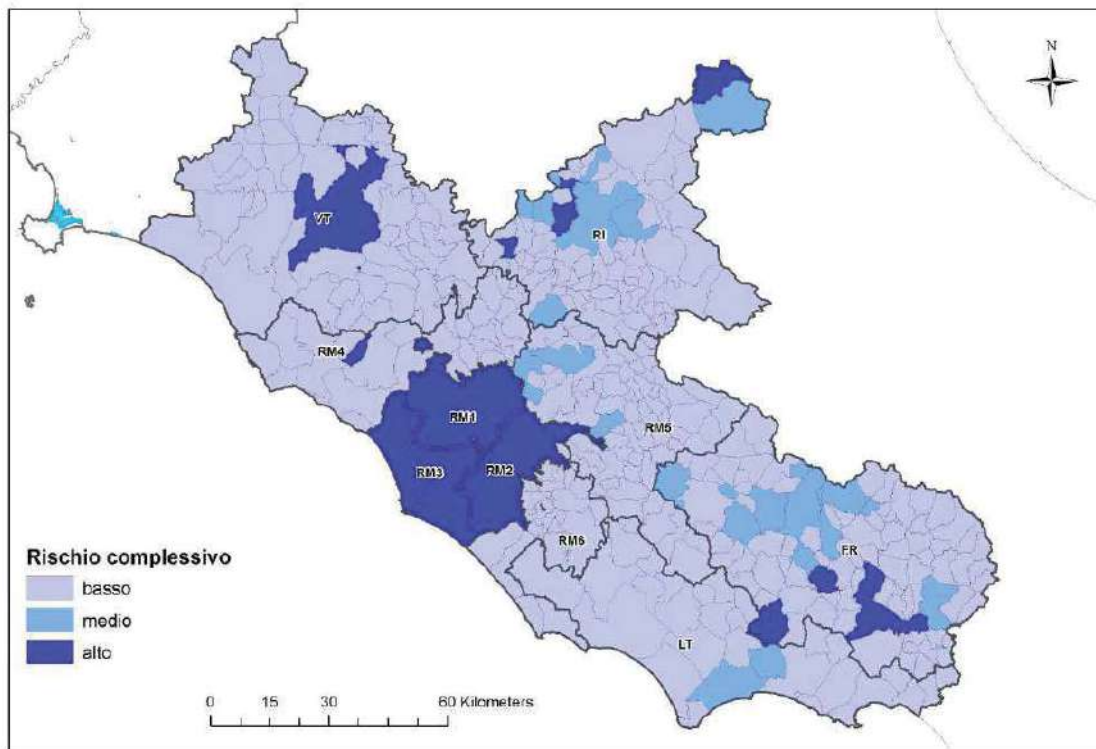 N
VT
RI
RM4
RM1
RM5
RM3
RM2
RM6
FR
LT
Rischio complessivo
basso
medio
alto
0 15 30 60 Kilometers